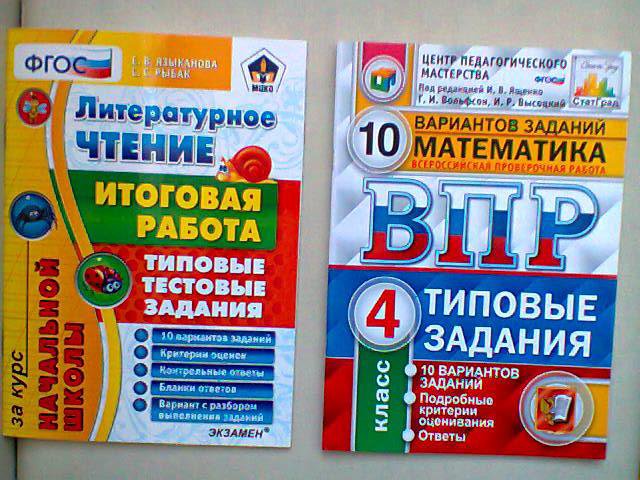 ФГОС
Е. В. ЯЗЫКАНОВА
Е. С. РЫБАК
Литературное
ЧТЕНИЕ
ИТОГОВАЯ
РАБОТА
ТИПОВЫЕ
ТЕСТОВЫЕ
ЗАДАНИЯ
за курс
НАЧАЛЬНОЙ
ШКОЛЫ
10 вариантов заданий
Критерии оценок
Контрольные ответы
Бланки ответов
Вариант с разбором
выполнения заданий
ЭКЗАМЕН®
ЦЕНТР ПЕДАГОГИЧЕСКОГО
МАСТЕРСТВА
ФГОС
Под редакцией И. В. Ященко
Г. И. Вольфсон, И. Р. Высоцкий
СтатГрад
10
ВАРИАНТОВ ЗАДАНИЙ
МАТЕМАТИКА
ВСЕРОССИЙСКАЯ ПРОВЕРОЧНАЯ РАБОТА
ВПР
4
класс
ТИПОВЫЕ
ЗАДАНИЯ
10 ВАРИАНТОВ
ЗАДАНИЙ
Подробные
критерии
оценивания
Ответы